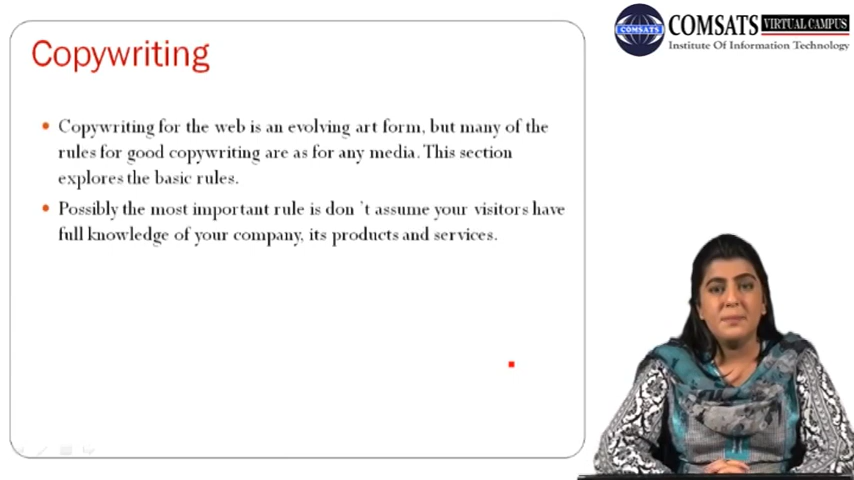 Copywriting
Copywriting for the web is an evolving art form, but many of the
rules for good copywriting are as for any media. This section
explores the basic rules.
Possibly the most important rule is don 't assume your visitors have
full knowledge of your company, its products and services.
COMSATS
COMSATS VIRTUAL CAMPUS
Institute Of Information Technology